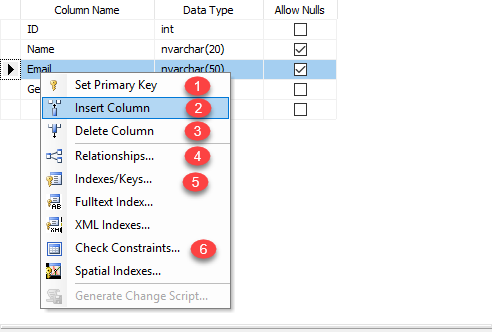 Column Name Data Type Allow Nulls
ID int
Name nvarchar(20)
Email nvarchar(50)
Ge
Set Primary Key 1
Insert Column 2
Delete Column 3
Relationships... 4
Indexes/Keys... 5
Fulltext Index...
XML Indexes...
Check Constraints... 6
Spatial Indexes...
Generate Change Script...